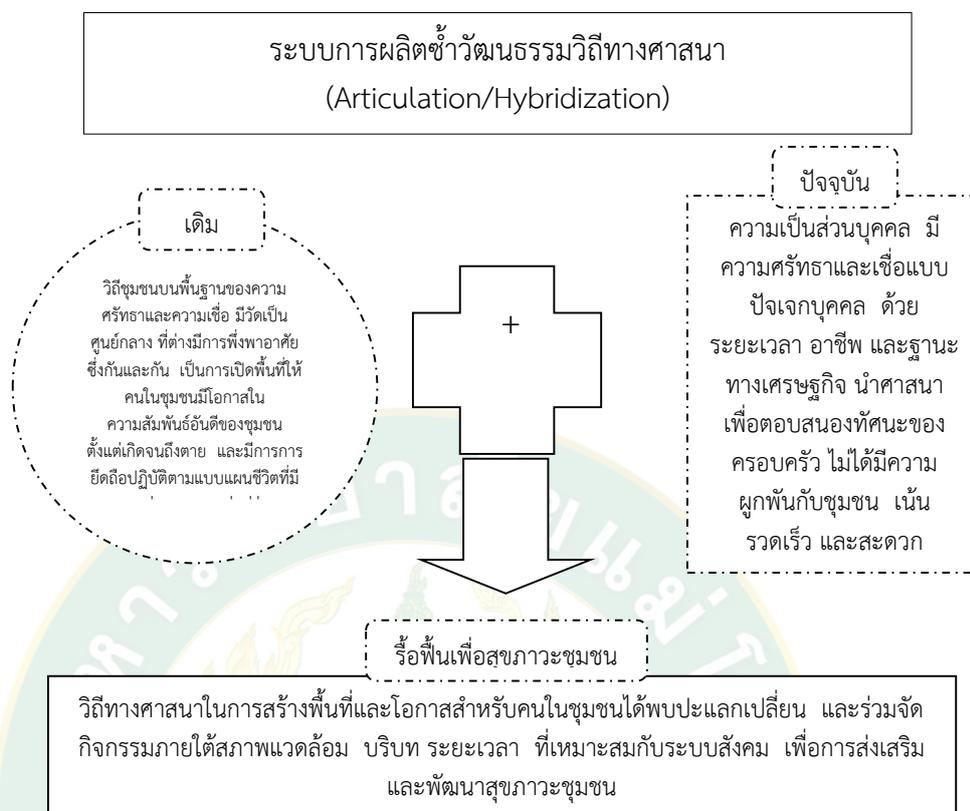 ระบบการผลิตซ้ำวัฒนธรรมวิถีทางศาสนา
(Articulation/Hybridization)
เดิม
วิถีชุมชนบนพื้นฐานของความ
ศรัทธาและความเชื่อ มีวัดเป็น
ศูนย์กลาง ที่ต่างมีการพึ่งพาอาศัย
ซึ่งกันและกัน เป็นการเปิดพื้นที่ให้
คนในชุมชนมีโอกาสใน
ความสัมพันธ์อันดีของชุมชน
ตั้งแต่เกิดจนถึงตาย และมีการการ
ยึดถือปฏิบัติตามแบบแผนชีวิตที่มี
+
ปัจจุบัน
ความเป็นส่วนบุคคล มี
ความศรัทธาและเชื่อแบบ
ปัจเจกบุคคล ด้วย
ระยะเวลา อาชีพ และฐานะ
ทางเศรษฐกิจ นำศาสนา
เพื่อตอบสนองทัศนะของ
ครอบครัว ไม่ได้มีความ
ผูกพันกับชุมชน เน้น
รวดเร็ว และสะดวก
รื้อฟื้นเพื่อสุขภาวะชุมชน
วิถีทางศาสนาในการสร้างพื้นที่และโอกาสสำหรับคนในชุมชนได้พบปะแลกเปลี่ยน และร่วมจัด
กิจกรรมภายใต้สภาพแวดล้อม บริบท ระยะเวลา ที่เหมาะสมกับระบบสังคม เพื่อการส่งเสริม
และพัฒนาสุขภาวะชุมชน